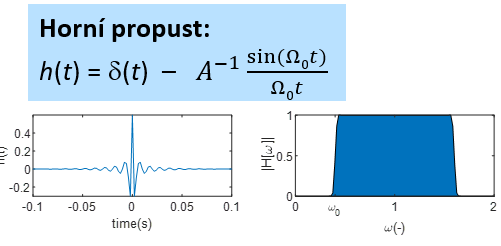 Horní propust:
h(t) = δ(t) − A⁻¹ sin(Ω₀t) / Ω₀t
0.4
0.2
0
-0.2
h(t)
-0.1 -0.05 0 0.05 0.1
time(s)
1
0.5
0
||H[ω]||
0 ω₀ 1 2
ω(-)